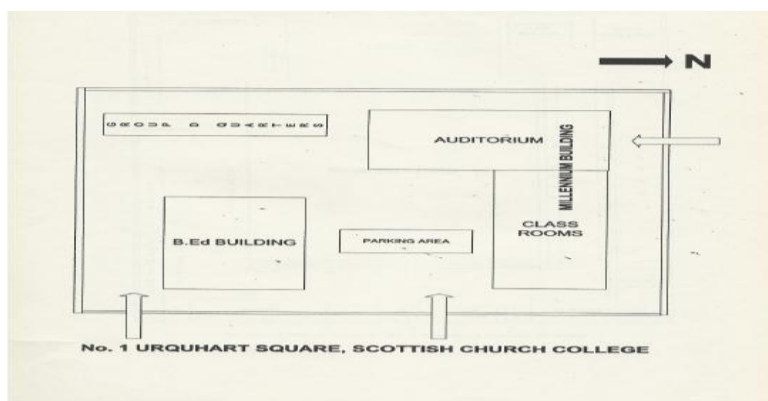 N
GROUP D QUARTERS
AUDITORIUM
MILLENNIUM BUILDING
CLASS
ROOMS
B.Ed BUILDING
PARKING AREA
No. 1 URQUHART SQUARE, SCOTTISH CHURCH COLLEGE